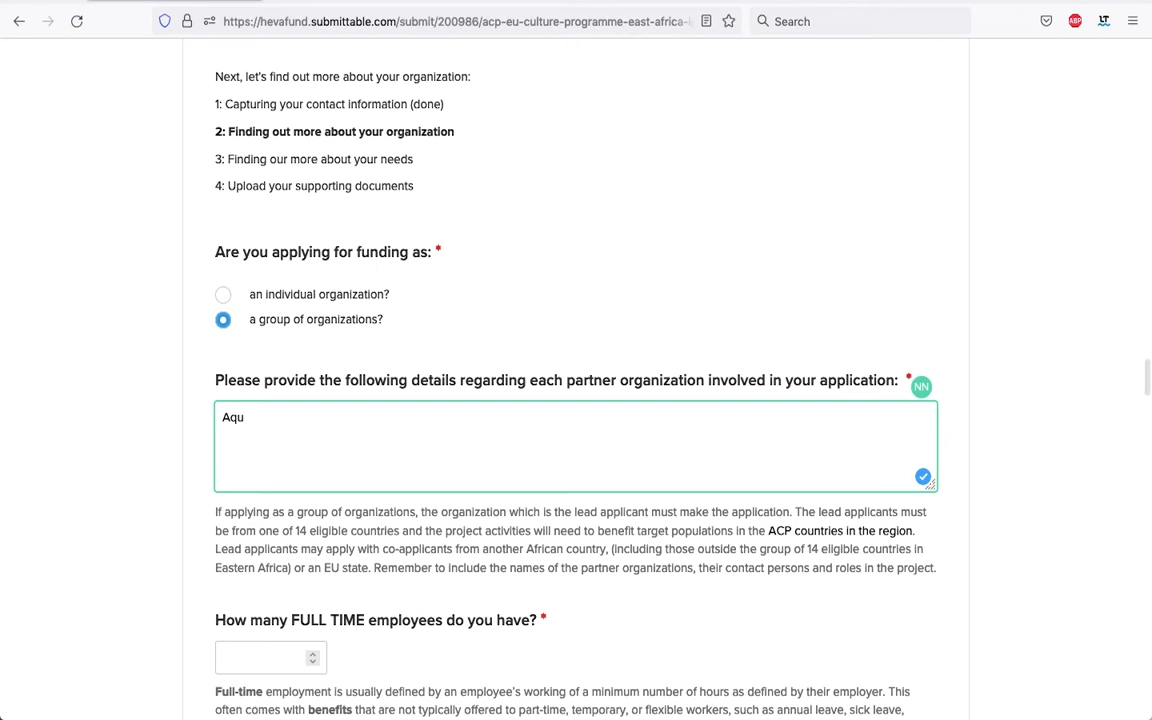 https://hevafund.submittable.com/submit/200986/acp-eu-culture-programme-east-africa-
Search
ABP
LT
Next, let's find out more about your organization:
1: Capturing your contact information (done)
2: Finding out more about your organization
3: Finding our more about your needs
4: Upload your supporting documents
Are you applying for funding as: *
an individual organization?
a group of organizations?
Please provide the following details regarding each partner organization involved in your application: *
NN
Aqu
If applying as a group of organizations, the organization which is the lead applicant must make the application. The lead applicants must
be from one of 14 eligible countries and the project activities will need to benefit target populations in the ACP countries in the region.
Lead applicants may apply with co-applicants from another African country, (including those outside the group of 14 eligible countries in
Eastern Africa) or an EU state. Remember to include the names of the partner organizations, their contact persons and roles in the project.
How many FULL TIME employees do you have? *
Full-time employment is usually defined by an employee's working of a minimum number of hours as defined by their employer. This
often comes with benefits that are not typically offered to part-time, temporary, or flexible workers, such as annual leave, sick leave,